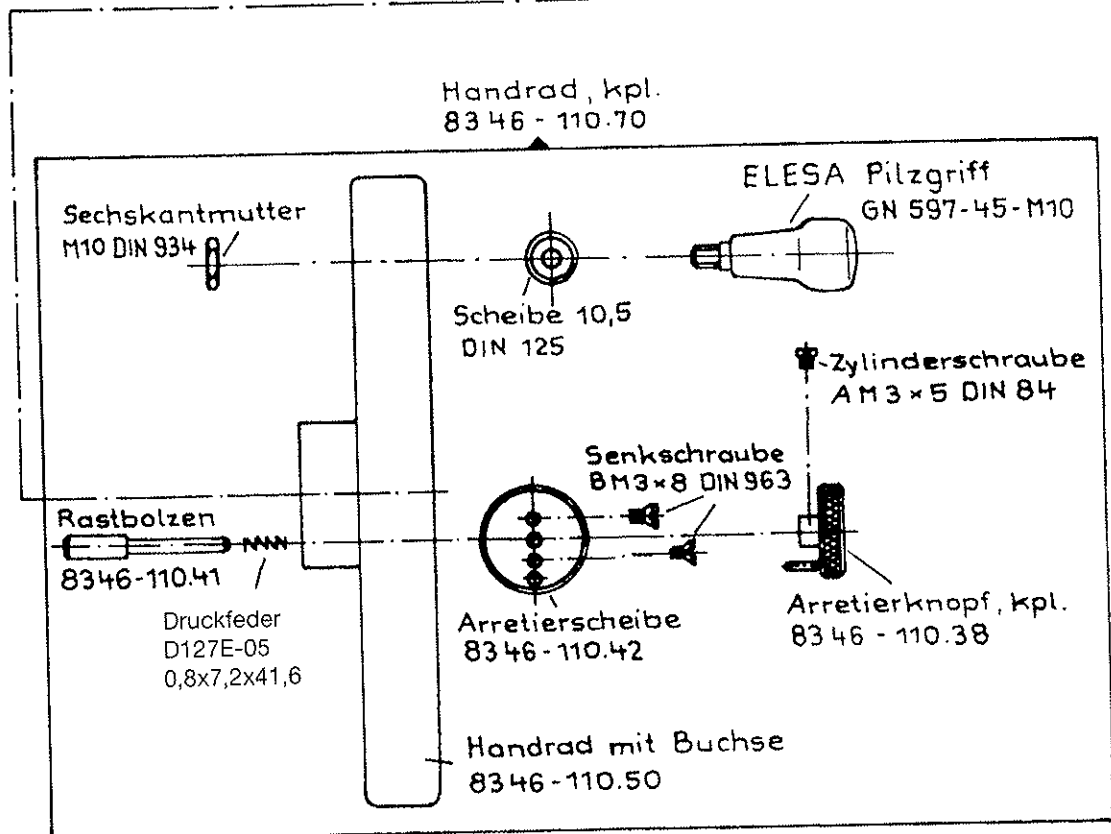 Handrad, kpl.
8346-110.70
ELESA Pilzgriff
GN 597-45-M10
Sechskantmutter
M10 DIN 934
Scheibe 10,5
DIN 125
Zylinderschraube
AM3×5 DIN 84
Senkschraube
BM3×8 DIN 963
Rastbolzen
8346-110.41
Druckfeder
D127E-05
0,8x7,2x41,6
Arretierscheibe
8346-110.42
Arretierknopf, kpl.
8346-110.38
Handrad mit Buchse
8346-110.50